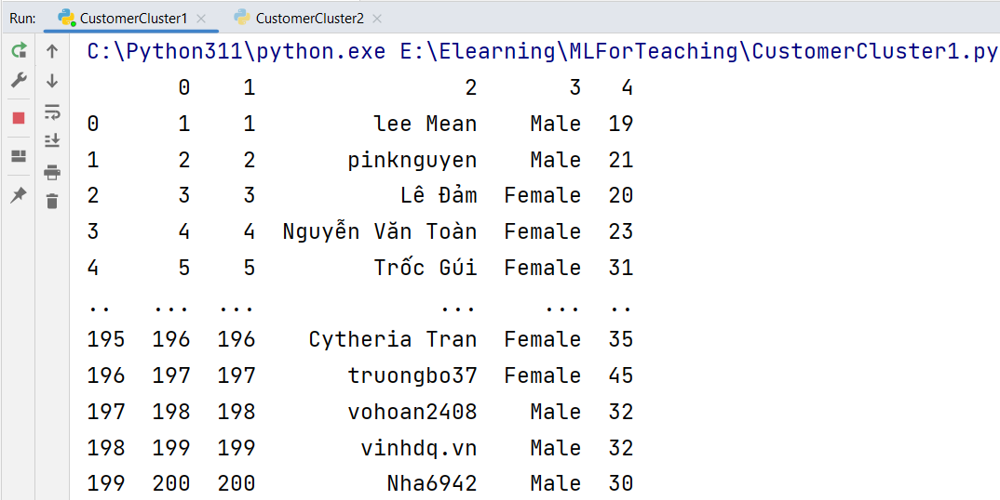 Run: CustomerCluster1 CustomerCluster2
C:\Python311\python.exe E:\Elearning\MLForTeaching\CustomerCluster1.py
0 1 2 3 4
0 1 1 lee Mean Male 19
1 2 2 pinknguyen Male 21
2 3 3 Lê Đảm Female 20
3 4 4 Nguyễn Văn Toàn Female 23
4 5 5 Trốc Gúi Female 31
.. ... ... ... ... ..
195 196 196 Cytheria Tran Female 35
196 197 197 truongbo37 Female 45
197 198 198 vohoan2408 Male 32
198 199 199 vinhdq.vn Male 32
199 200 200 Nha6942 Male 30